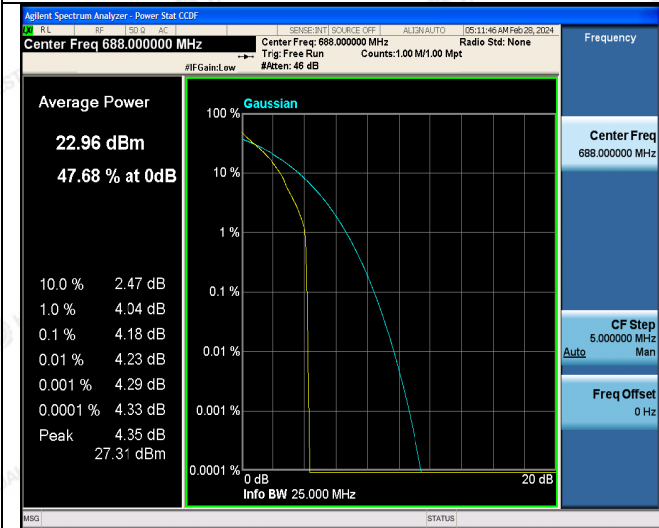 Agilent Spectrum Analyzer - Power Stat CCDF
LXI RL RF 50 Ω AC SENSE:INT SOURCE OFF ALIGN AUTO 05:11:46 AM Feb 28, 2024
Center Freq 688.000000 MHz
Center Freq: 688.000000 MHz Radio Std: None
Trig: Free Run Counts:1.00 M/1.00 Mpt
#IFGain:Low #Atten: 46 dB
Frequency
Average Power
22.96 dBm
47.68 % at 0dB
10.0 % 2.47 dB
1.0 % 4.04 dB
0.1 % 4.18 dB
0.01 % 4.23 dB
0.001 % 4.29 dB
0.0001 % 4.33 dB
Peak 4.35 dB
27.31 dBm
Gaussian
100 %
10 %
1 %
0.1 %
0.01 %
0.001 %
0.0001 %
0 dB 20 dB
Info BW 25.000 MHz
Center Freq
688.000000 MHz
CF Step
5.000000 MHz
Auto Man
Freq Offset
0 Hz
MSG STATUS